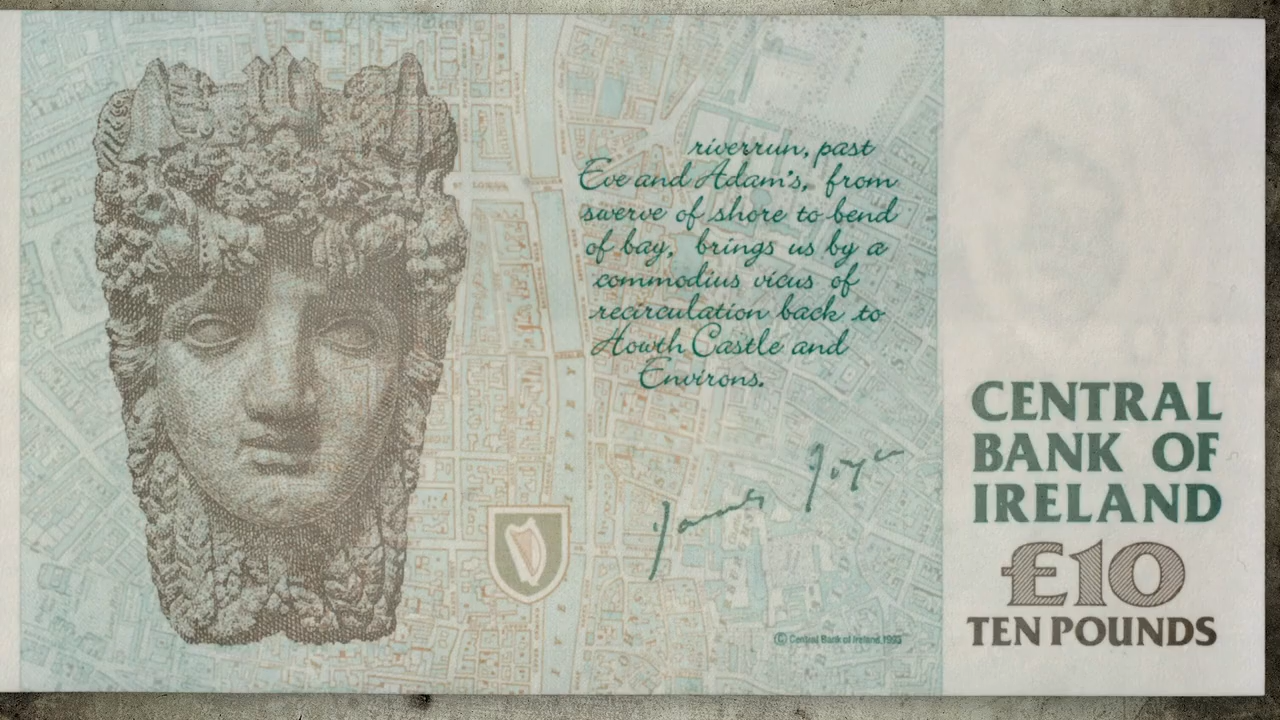 riverrun, past
Eve and Adam's, from
swerve of shore to bend
of bay, brings us by a
commodius vicus of
recirculation back to
Howth Castle and
Environs.
James Joyce
© Central Bank of Ireland 1993
CENTRAL
BANK OF
IRELAND
£10
TEN POUNDS